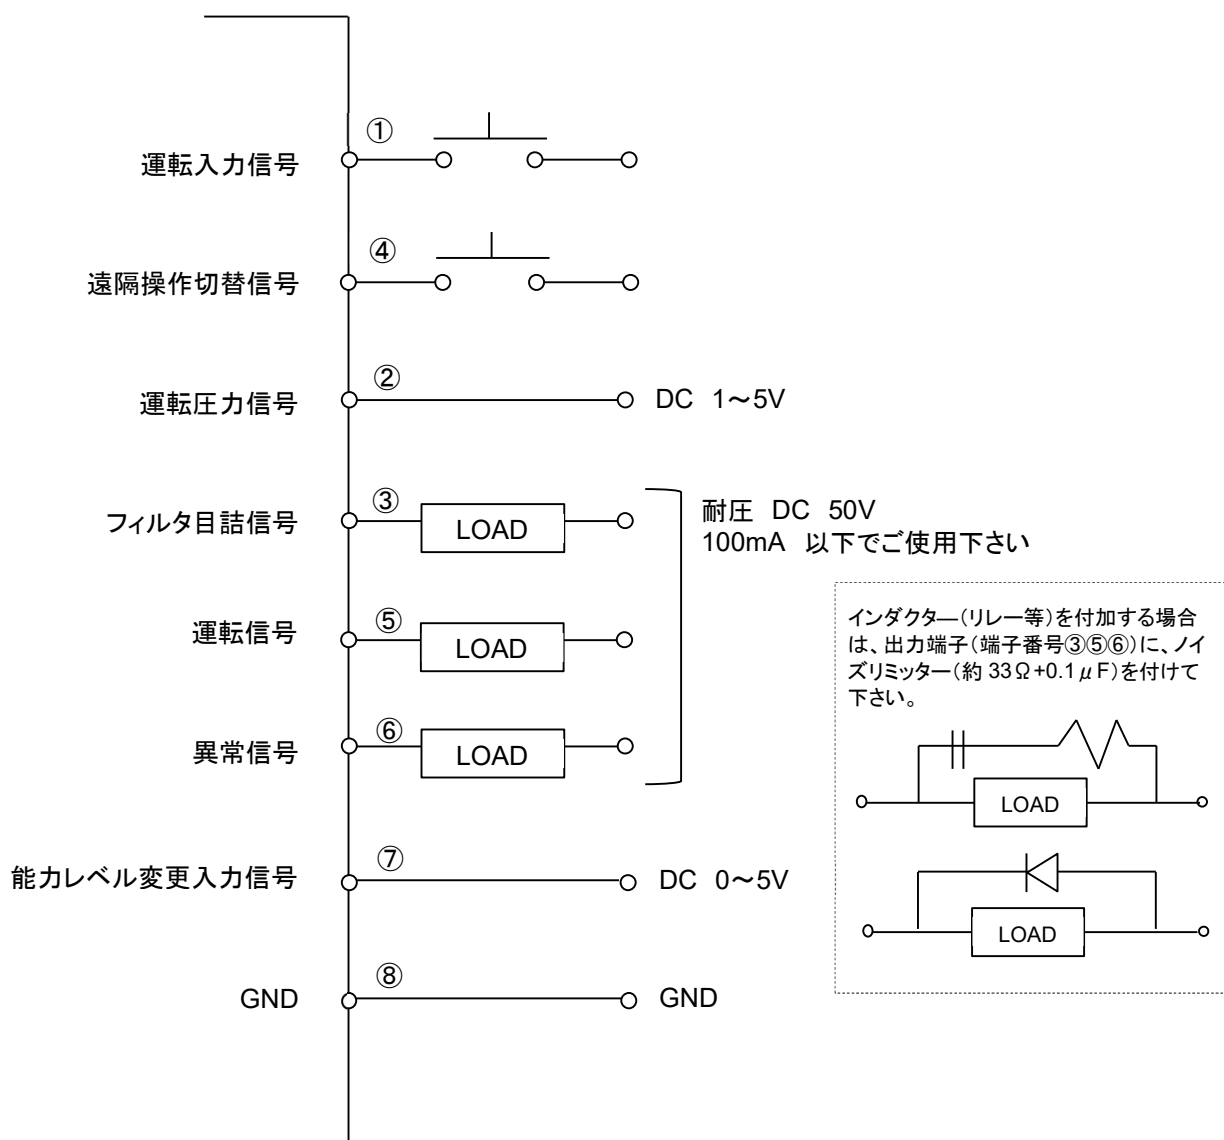 ①
運転入力信号
④
遠隔操作切替信号
②
運転圧力信号
DC 1～5V
③
フィルタ目詰信号
LOAD
耐圧 DC 50V
100mA 以下でご使用下さい
⑤
運転信号
LOAD
⑥
異常信号
LOAD
インダクタ―（リレー等）を付加する場合
は、出力端子（端子番号③⑤⑥）に、ノイ
ズリミッター（約 33Ω+0.1μF）を付けて
下さい。
LOAD
LOAD
⑦
能力レベル変更入力信号
DC 0～5V
⑧
GND
GND